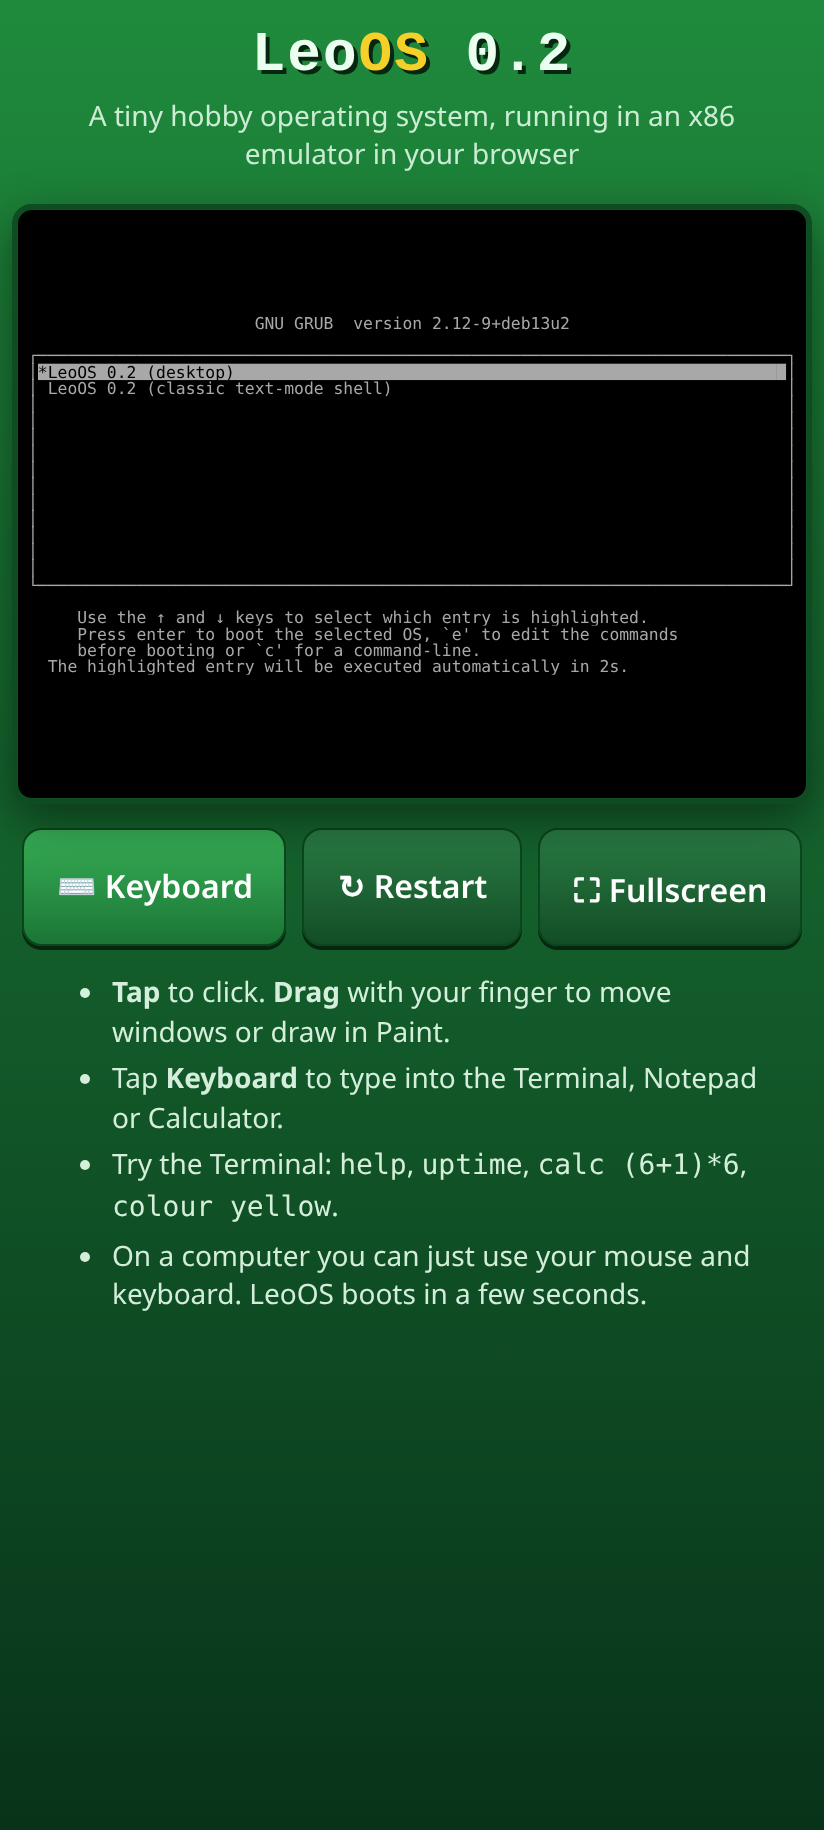 LeoOS 0.2
A tiny hobby operating system, running in an x86
emulator in your browser
GNU GRUB  version 2.12-9+deb13u2
*LeoOS 0.2 (desktop)
LeoOS 0.2 (classic text-mode shell)
Use the ↑ and ↓ keys to select which entry is highlighted.
Press enter to boot the selected OS, `e' to edit the commands
before booting or `c' for a command-line.
The highlighted entry will be executed automatically in 2s.
⌨ Keyboard
↻ Restart
⛶ Fullscreen
• Tap to click. Drag with your finger to move
windows or draw in Paint.
• Tap Keyboard to type into the Terminal, Notepad
or Calculator.
• Try the Terminal: help, uptime, calc (6+1)*6,
colour yellow.
• On a computer you can just use your mouse and
keyboard. LeoOS boots in a few seconds.